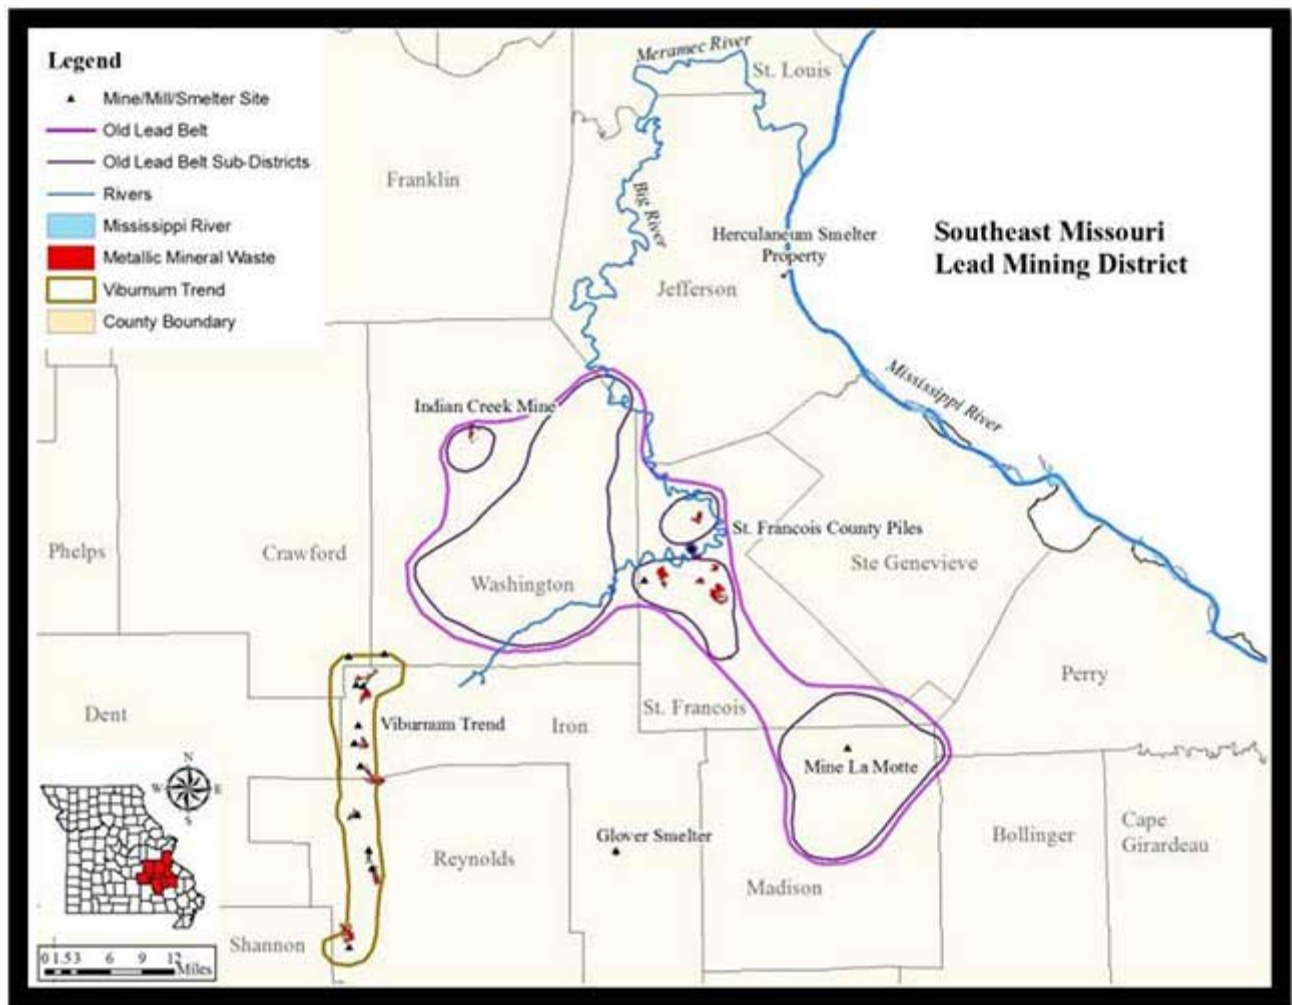 Legend
Mine/Mill/Smelter Site
Old Lead Belt
Old Lead Belt Sub-Districts
Rivers
Mississippi River
Metallic Mineral Waste
Viburnum Trend
County Boundary
Meramec River
St. Louis
Franklin
Big River
Herculaneum Smelter
Property
Southeast Missouri
Lead Mining District
Jefferson
Mississippi River
Indian Creek Mine
St. Francois County Piles
Phelps
Crawford
Washington
Ste Genevieve
Perry
Dent
Viburnum Trend
Iron
St. Francois
Mine La Motte
N
W
E
S
Glover Smelter
Reynolds
Madison
Bollinger
Cape
Girardeau
Shannon
0 1.53 6 9 12
Miles